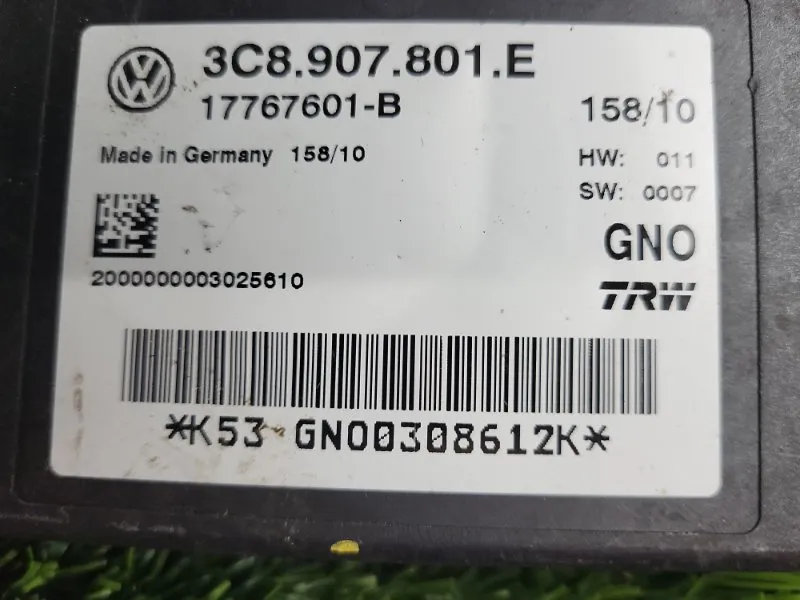 3C8.907.801.E
17767601-B 158/10
Made in Germany 158/10 HW: 011
SW: 0007
GNO
2000000003025610 TRW
*K53 GNO0308612K*